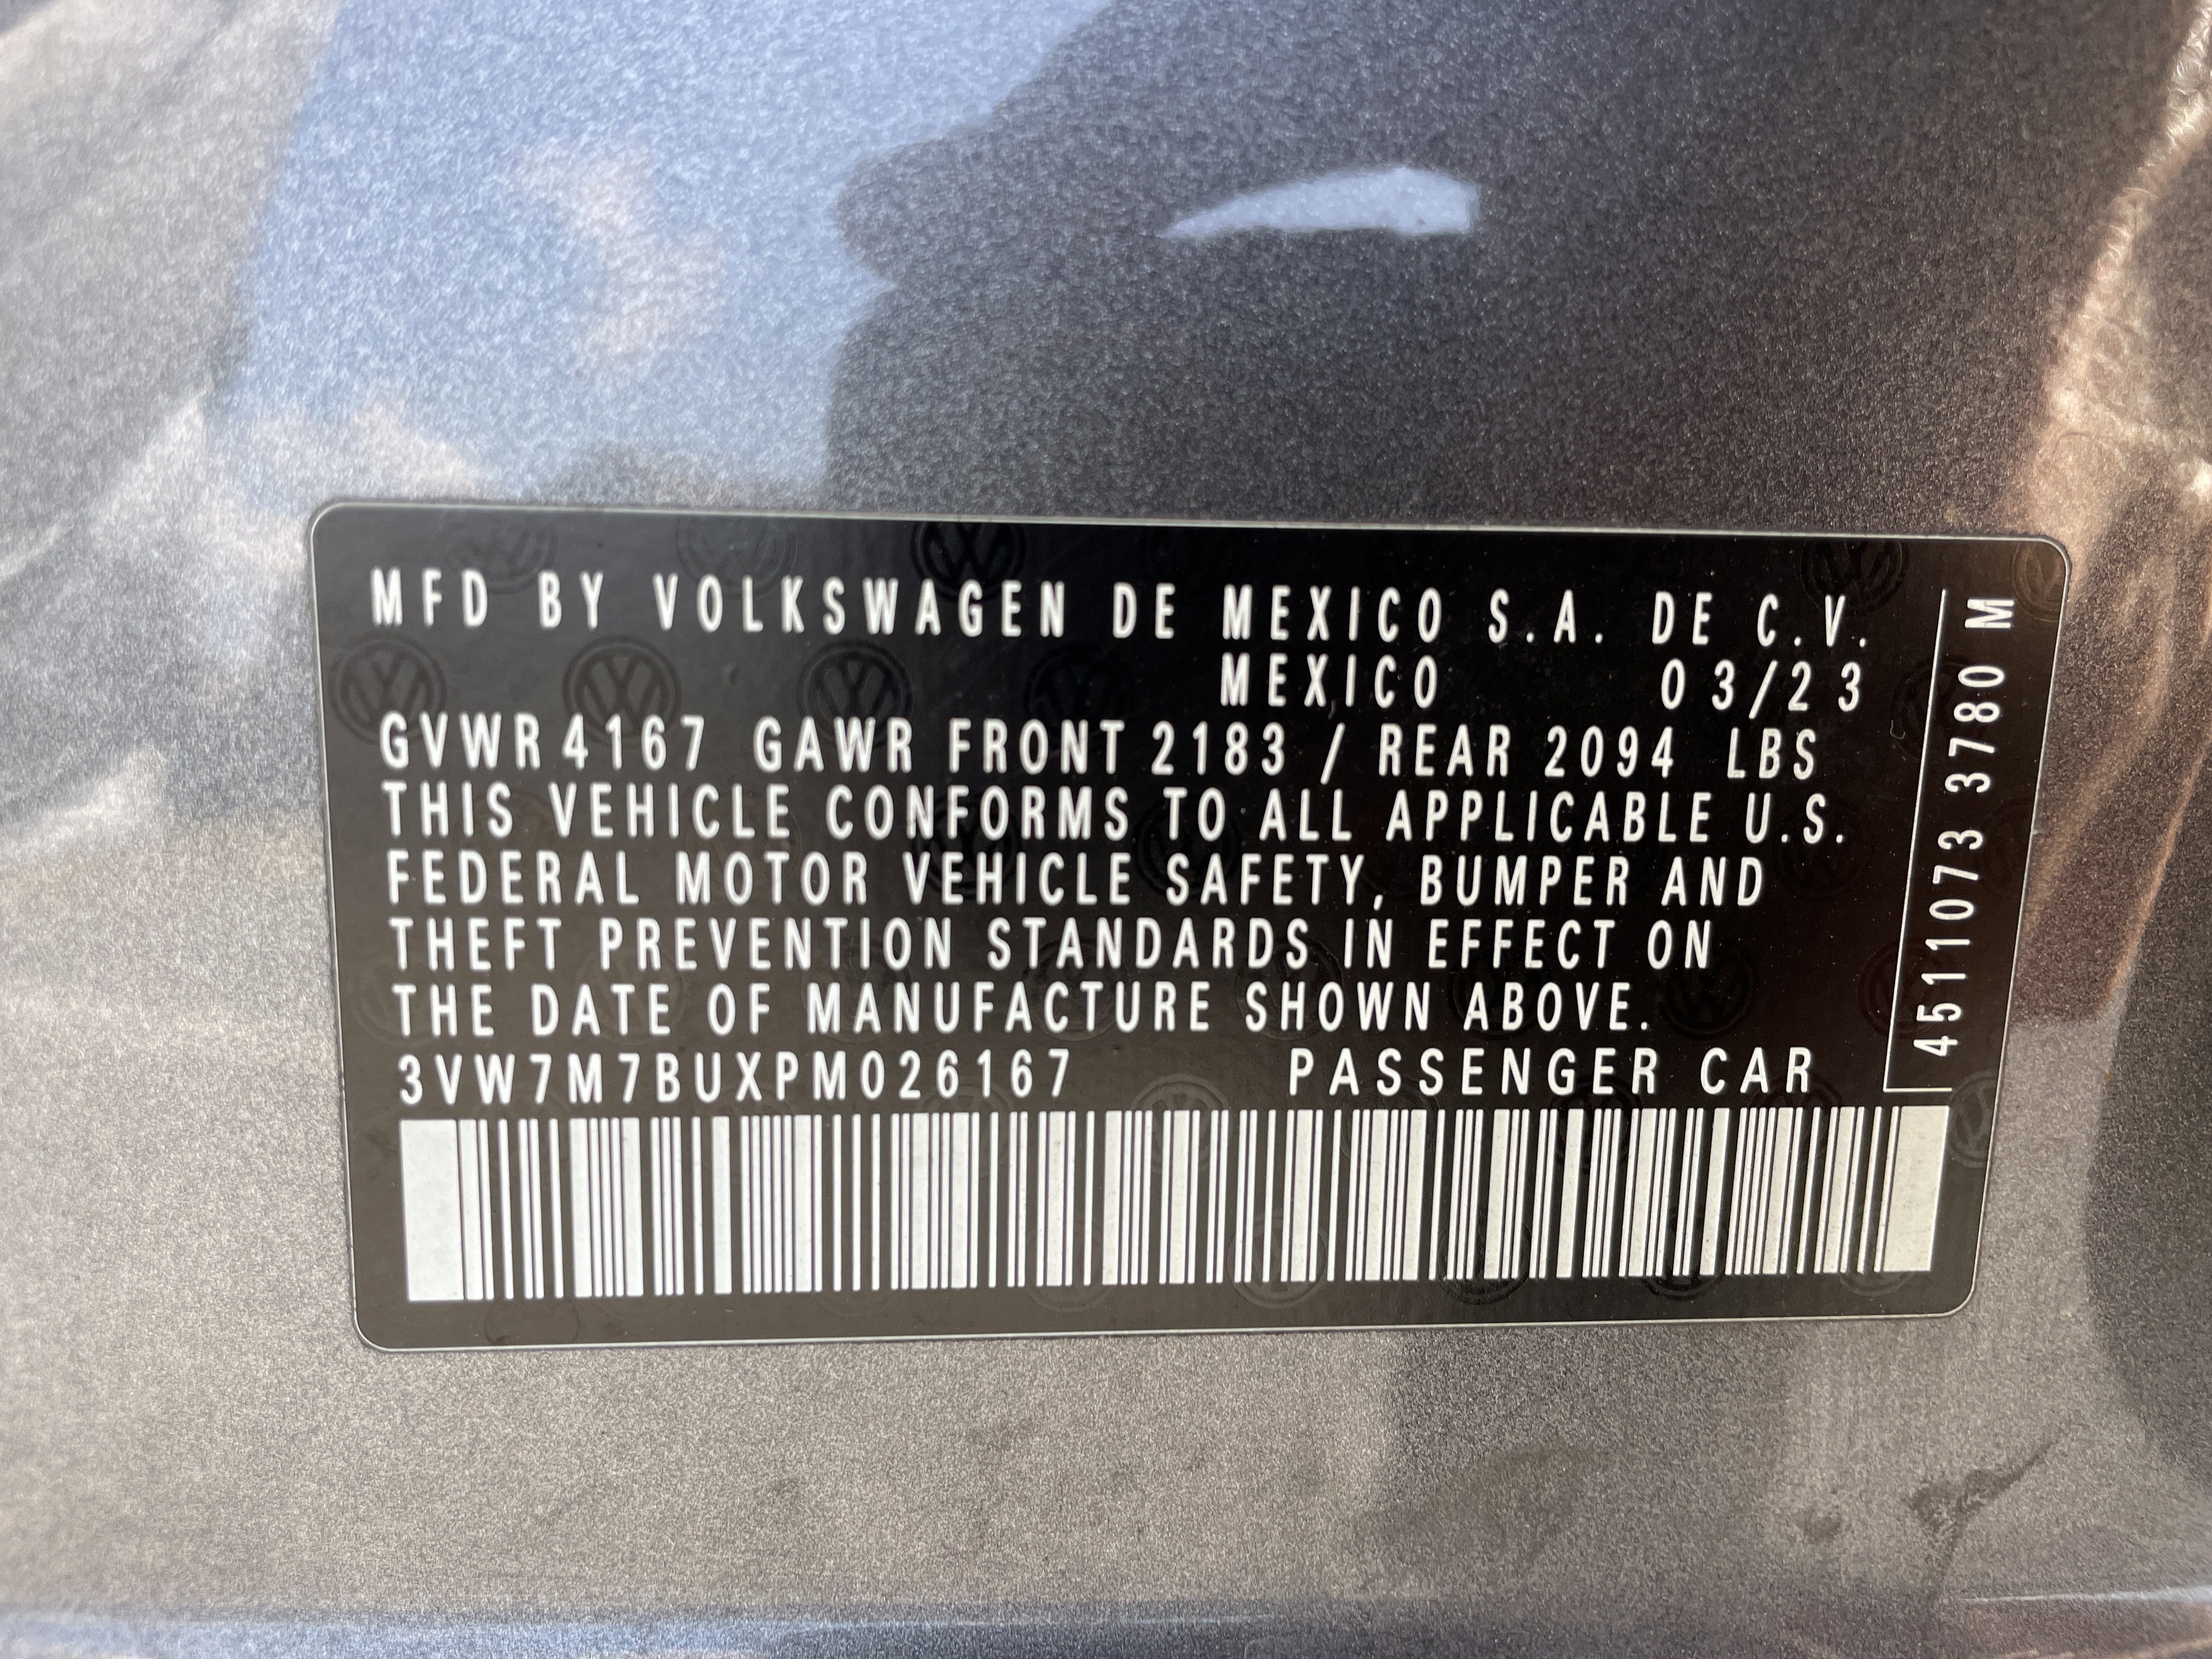 MFD BY VOLKSWAGEN DE MEXICO S.A. DE C.V.
MEXICO 03/23
GVWR 4167 GAWR FRONT 2183 / REAR 2094 LBS
THIS VEHICLE CONFORMS TO ALL APPLICABLE U.S.
FEDERAL MOTOR VEHICLE SAFETY, BUMPER AND
THEFT PREVENTION STANDARDS IN EFFECT ON
THE DATE OF MANUFACTURE SHOWN ABOVE.
3VW7M7BUXPM026167 PASSENGER CAR
4511073 3780 M